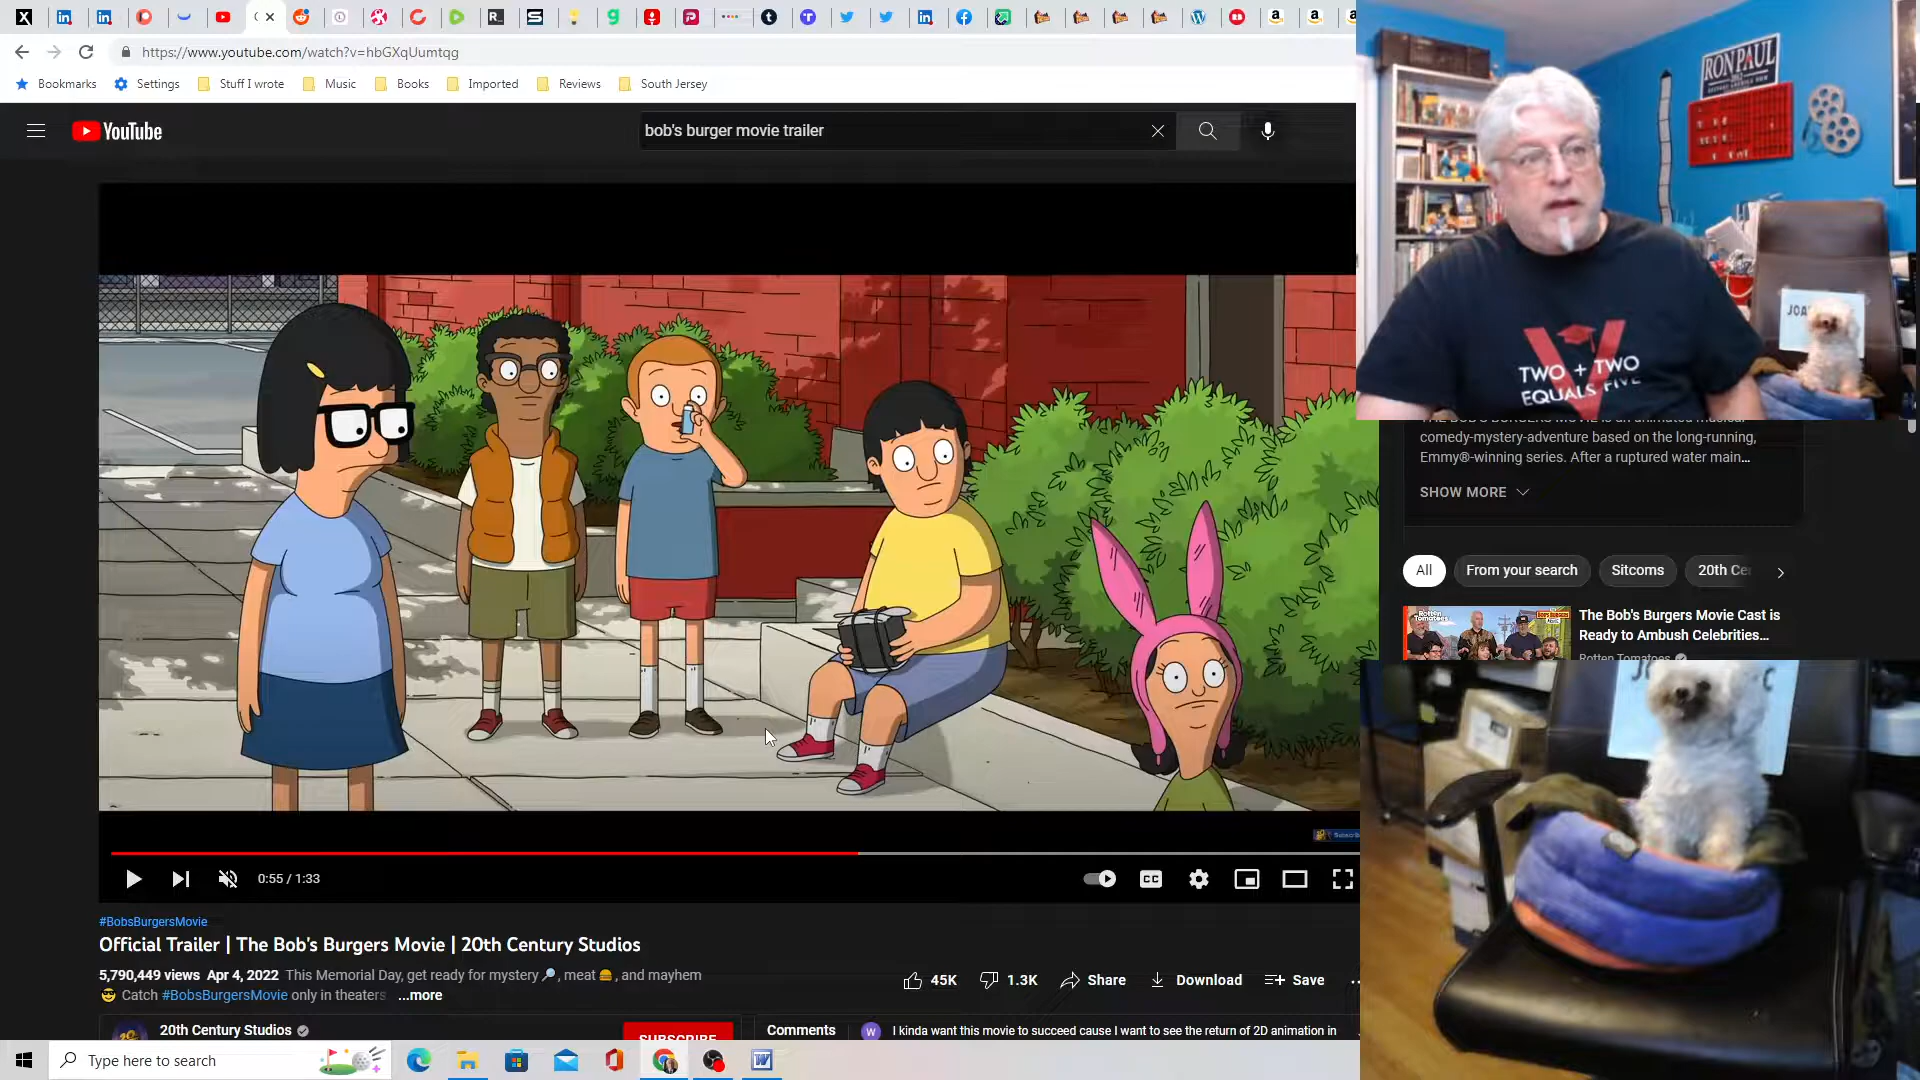 https://www.youtube.com/watch?v=hbGXqUumtqg
Bookmarks Settings Stuff I wrote Music Books Imported Reviews South Jersey
YouTube
bob's burger movie trailer
RON PAUL
TWO + TWO
EQUALS FIVE
comedy-mystery-adventure based on the long-running,
Emmy®-winning series. After a ruptured water main...
SHOW MORE
All From your search Sitcoms 20th Ce
The Bob's Burgers Movie Cast is
Ready to Ambush Celebrities...
Rotten Tomatoes
CC
0:55 / 1:33
#BobsBurgersMovie
Official Trailer | The Bob's Burgers Movie | 20th Century Studios
5,790,449 views Apr 4, 2022 This Memorial Day, get ready for mystery 🔎, meat 🍔, and mayhem
😎 Catch #BobsBurgersMovie only in theaters ...more
45K 1.3K Share Download Save
20th Century Studios
SUBSCRIBE
Comments
I kinda want this movie to succeed cause I want to see the return of 2D animation in
Type here to search